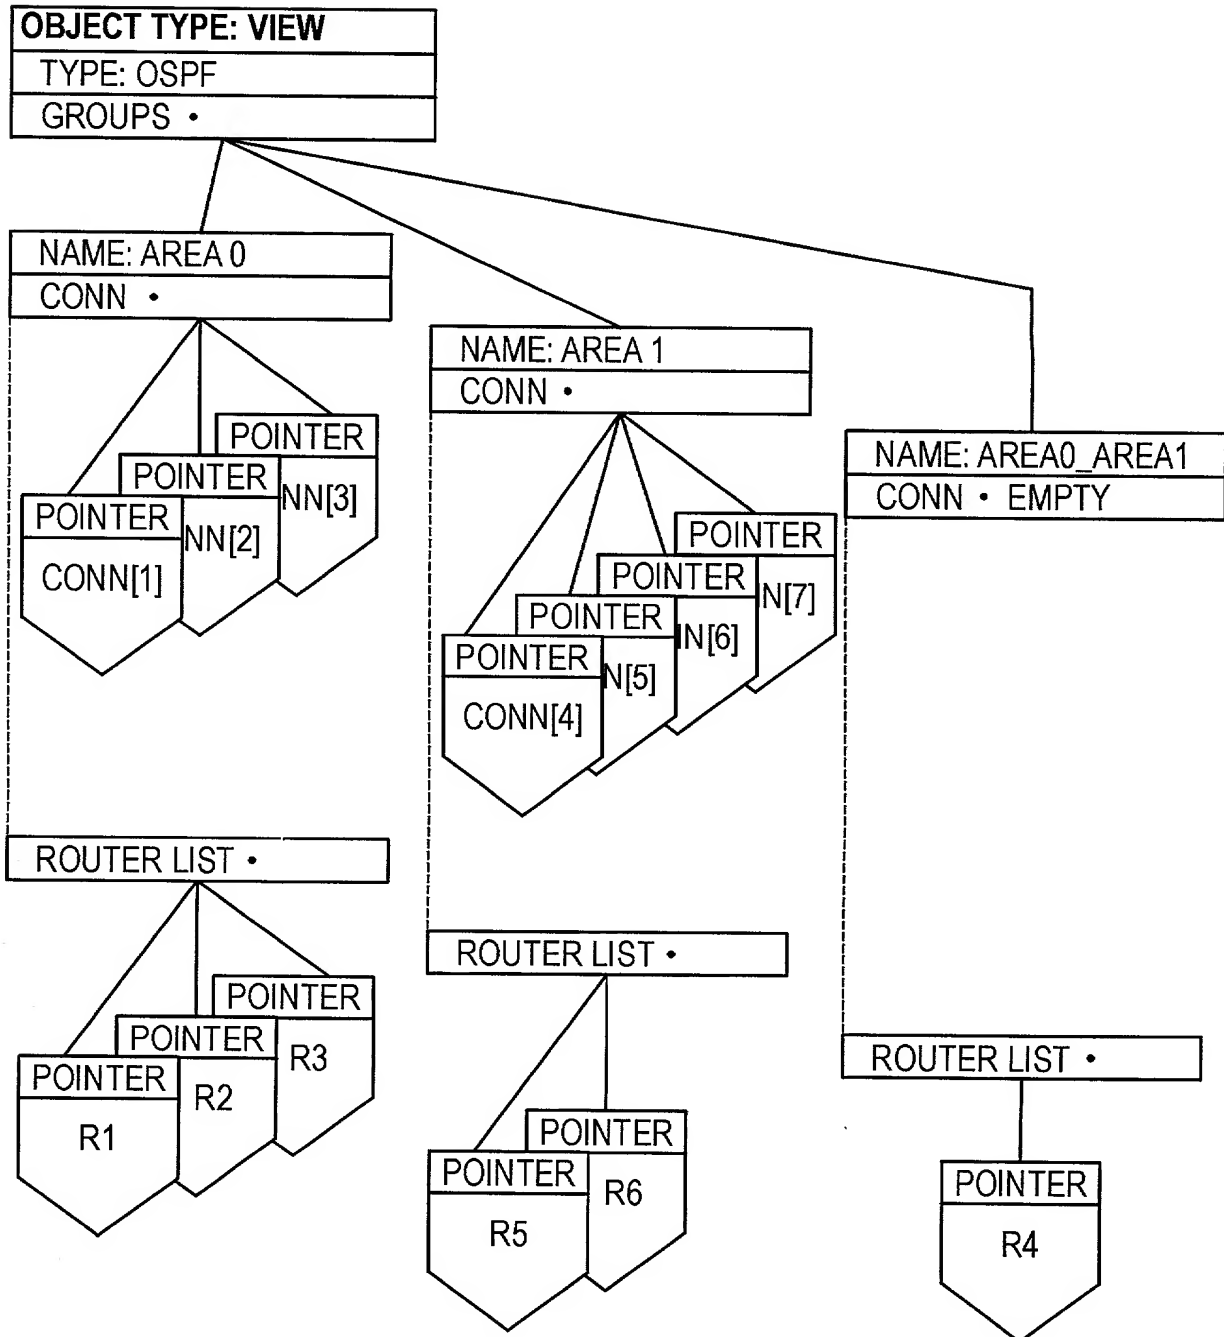 OBJECT TYPE: VIEW
TYPE: OSPF
GROUPS •
NAME: AREA 0
CONN •
POINTER
NN[3]
POINTER
NN[2]
POINTER
CONN[1]
NAME: AREA 1
CONN •
POINTER
N[7]
POINTER
IN[6]
POINTER
N[5]
POINTER
CONN[4]
NAME: AREA0_AREA1
CONN • EMPTY
ROUTER LIST •
POINTER
R3
POINTER
R2
POINTER
R1
ROUTER LIST •
POINTER
R6
POINTER
R5
ROUTER LIST •
POINTER
R4